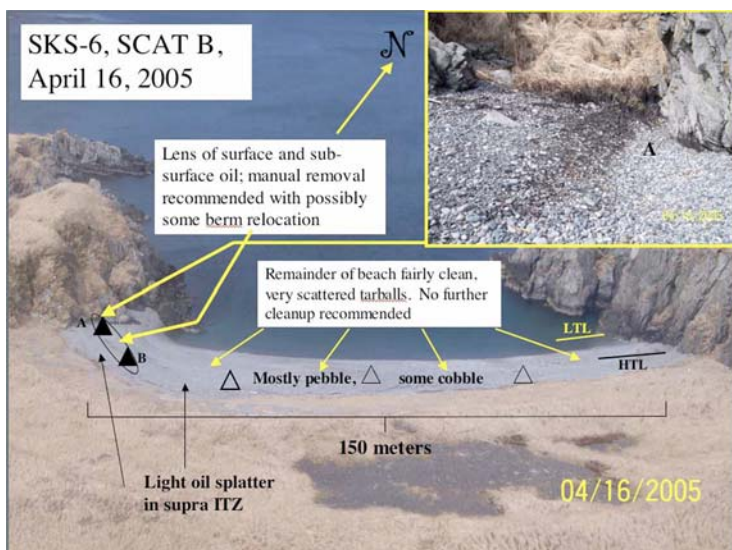 SKS-6, SCAT B,
April 16, 2005
N
Lens of surface and sub-
surface oil; manual removal
recommended with possibly
some berm relocation
A
Remainder of beach fairly clean,
very scattered tarballs. No further
cleanup recommended
LTL
A
B
HTL
Mostly pebble, some cobble
150 meters
Light oil splatter
in supra ITZ
04/16/2005